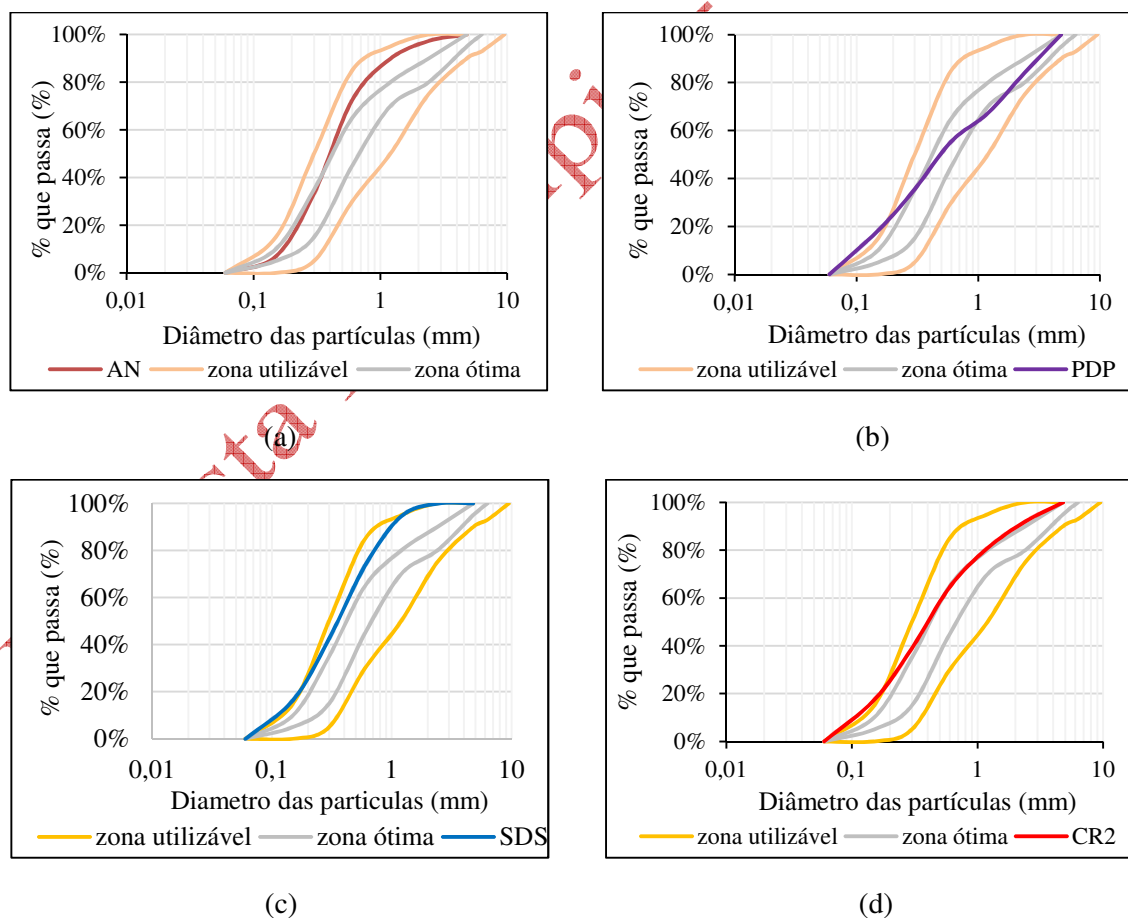 100%
80%
60%
40%
20%
0%
% que passa (%)
0,01 0,1 1 10
Diâmetro das partículas (mm)
AN zona utilizável zona ótima
(a)
100%
80%
60%
40%
20%
0%
% que passa (%)
0,01 0,1 1 10
Diâmetro das partículas (mm)
zona utilizável zona ótima PDP
(b)
100%
80%
60%
40%
20%
0%
% que passa (%)
0,01 0,1 1 10
Diametro das particulas (mm)
zona utilizável zona ótima SDS
(c)
100%
80%
60%
40%
20%
0%
% que passa (%)
0,01 0,1 1 10
Diâmetro das partículas (mm)
zona utilizável zona ótima CR2
(d)